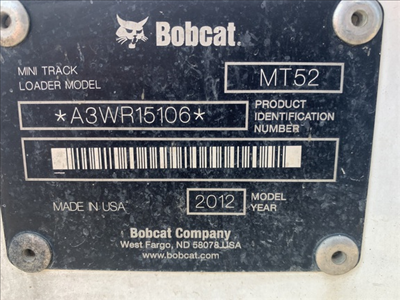 Bobcat.
MINI TRACK
LOADER MODEL
MT52
*A3WR15106*
PRODUCT
IDENTIFICATION
NUMBER
MADE IN USA
2012
MODEL
YEAR
Bobcat Company
West Fargo, ND 58078 USA
www.bobcat.com